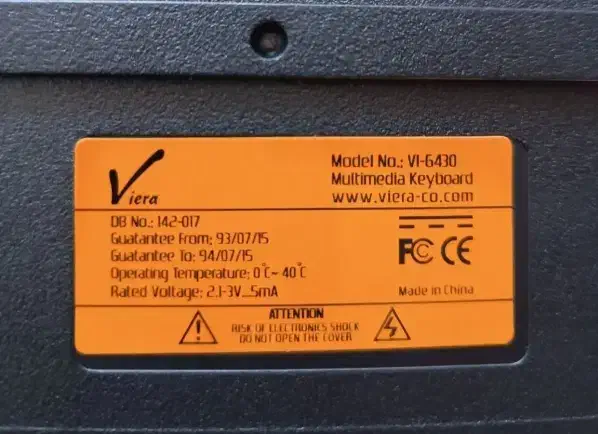 Viera
Model No.: VI-6430
Multimedia Keyboard
www.viera-co.com
DB No.: 142-017
Guatantee From: 93/07/15
Guatantee To: 94/07/15
Operating Temperature: 0°C~ 40°C
Rated Voltage: 2.1-3V...5mA
FC CE
Made in China
ATTENTION
RISK OF ELECTRONICS SHOCK
DO NOT OPEN THE COVER